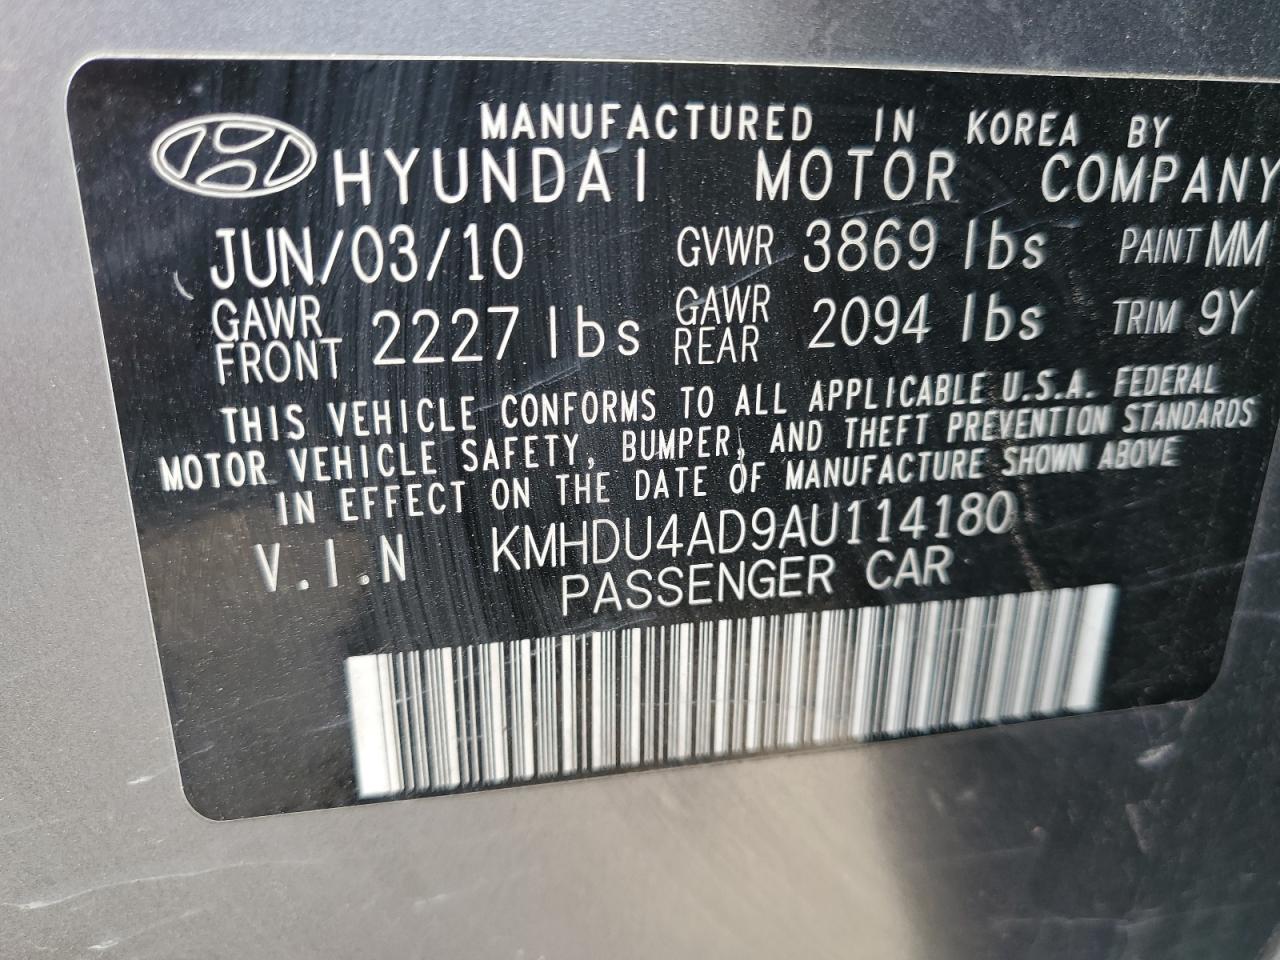 MANUFACTURED IN KOREA BY
HYUNDAI MOTOR COMPANY
JUN/03/10 GVWR 3869 lbs PAINT MM
GAWR FRONT 2227 lbs GAWR REAR 2094 lbs TRIM 9Y
THIS VEHICLE CONFORMS TO ALL APPLICABLE U.S.A. FEDERAL
MOTOR VEHICLE SAFETY, BUMPER, AND THEFT PREVENTION STANDARDS
IN EFFECT ON THE DATE OF MANUFACTURE SHOWN ABOVE
V.I.N KMHDU4AD9AU114180
PASSENGER CAR